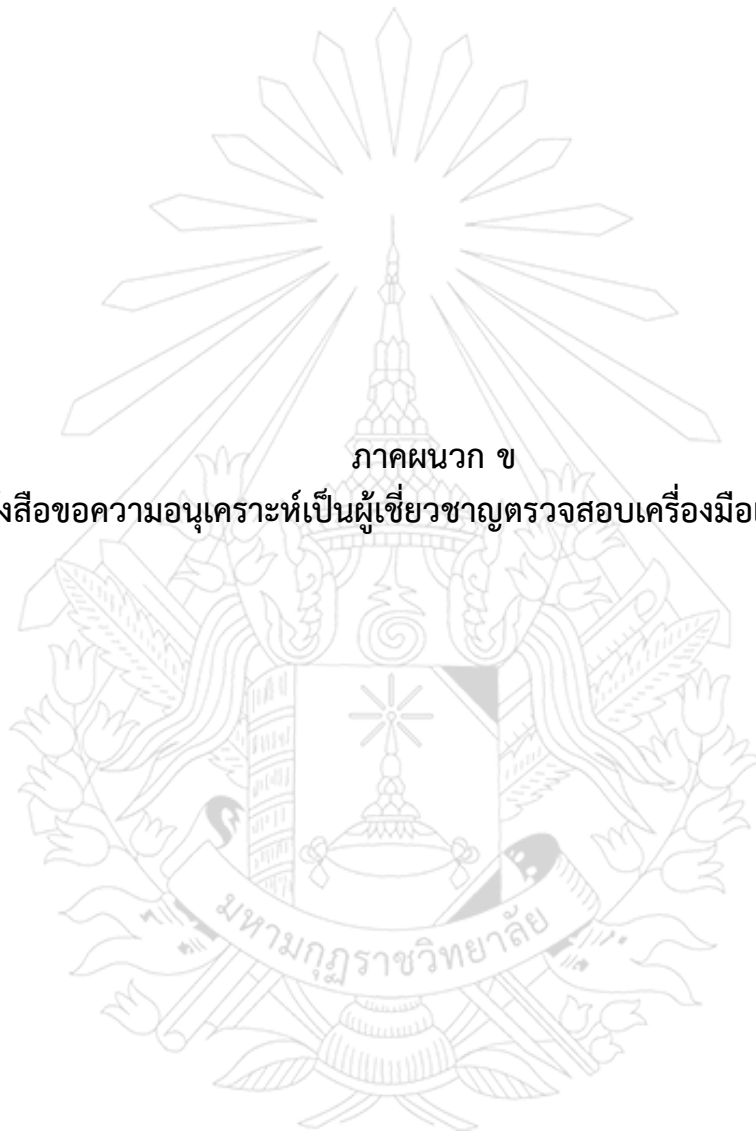 ภาคผนวก ข
งสือขอความอนุเคราะห์เป็นผู้เชี่ยวชาญตรวจสอบเครื่องมือ
มหามกุฏราชวิทยาลัย